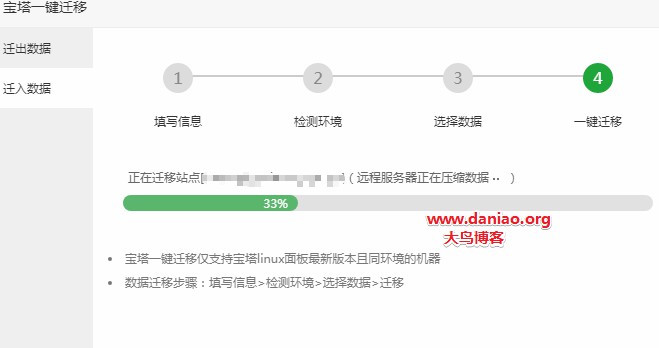 宝塔一键迁移
迁出数据
迁入数据
1
2
3
4
填写信息
检测环境
选择数据
一键迁移
正在迁移站点[ ]（远程服务器正在压缩数据·· ）
33%
www.daniao.org
大鸟博客
宝塔一键迁移仅支持宝塔linux面板最新版本且同环境的机器
数据迁移步骤：填写信息>检测环境>选择数据>迁移